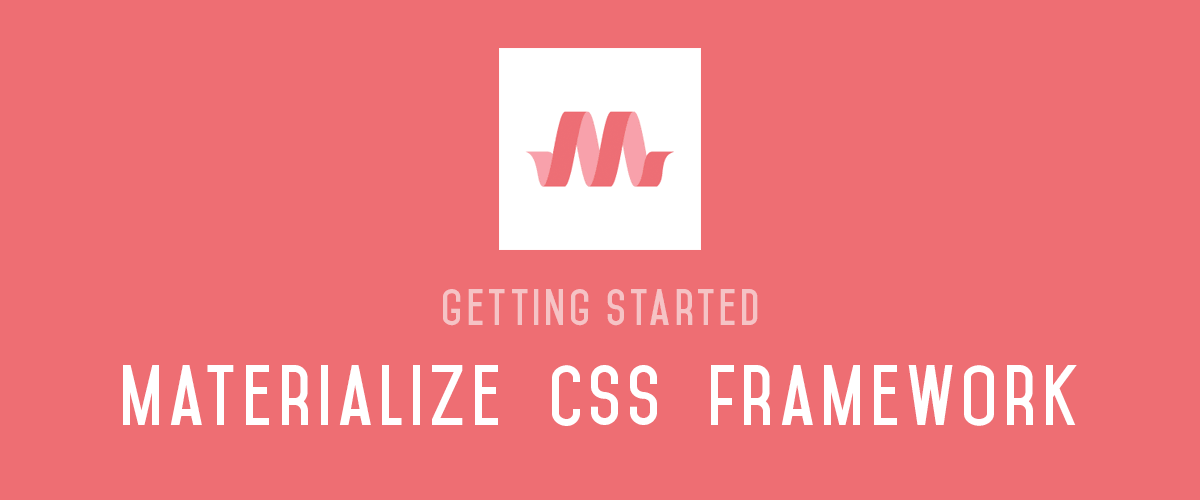 GETTING STARTED
MATERIALIZE CSS FRAMEWORK